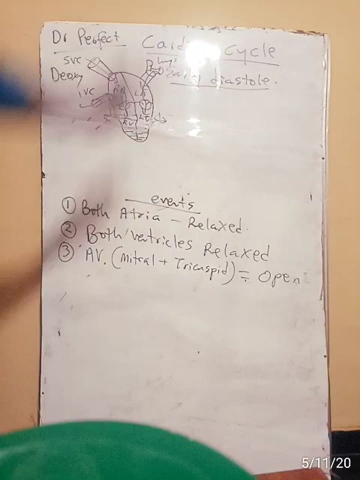 Dr Perfect
Cardiac Cycle
diastole.
SVC
Deoxy
IVC
events
① Both Atria - Relaxed.
② Both ventricles Relaxed
③ AV. (Mitral + Tricuspid) = Open
5/11/20